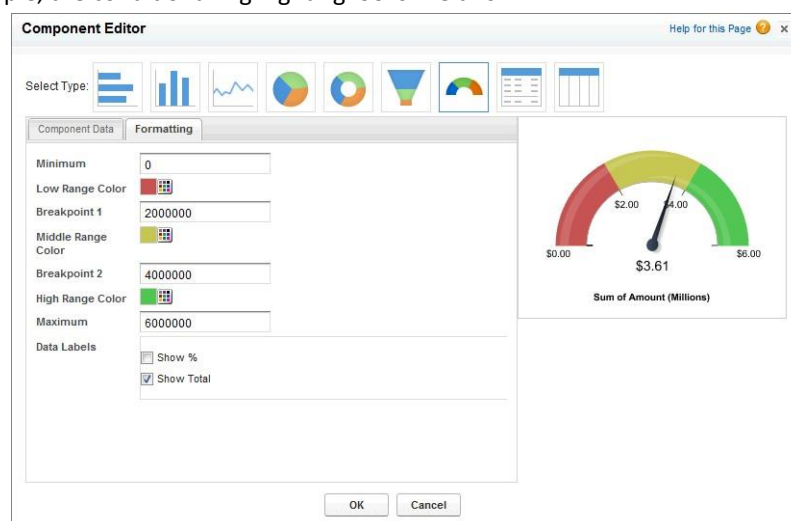 Component Editor
Help for this Page
Select Type:
Component Data
Formatting
Minimum
0
Low Range Color
Breakpoint 1
2000000
Middle Range
Color
Breakpoint 2
4000000
High Range Color
Maximum
6000000
Data Labels
Show %
Show Total
$2.00
$4.00
$0.00
$6.00
$3.61
Sum of Amount (Millions)
OK
Cancel